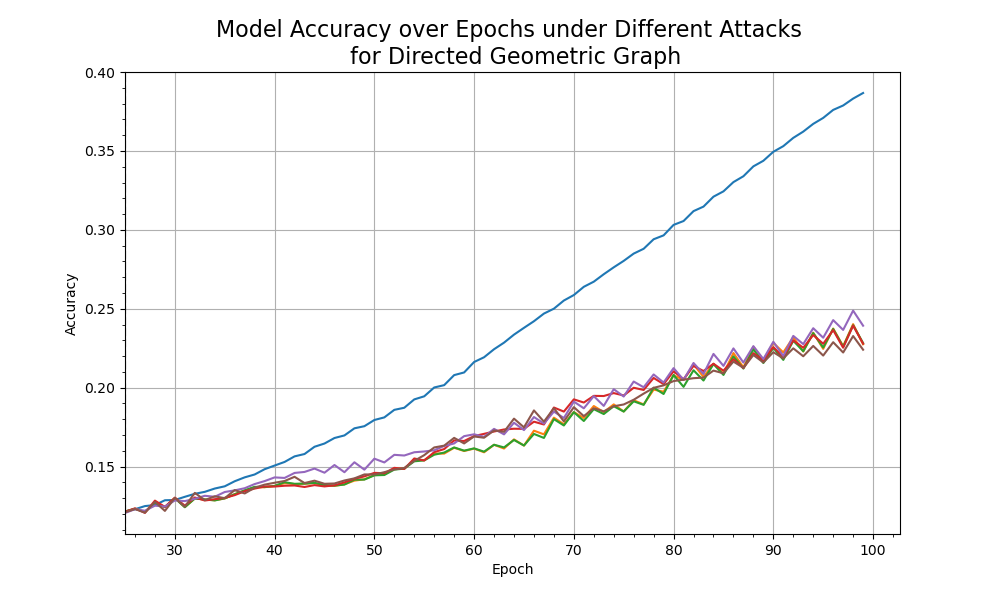 Model Accuracy over Epochs under Different Attacks
for Directed Geometric Graph
0.40
0.35
0.30
0.25
0.20
0.15
Accuracy
30 40 50 60 70 80 90 100
Epoch